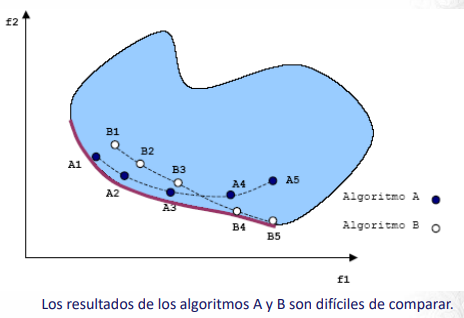 f2
B1
B2
A1
B3
A2
A4
A5
A3
B4
B5
Algoritmo A
Algoritmo B
f1
Los resultados de los algoritmos A y B son difíciles de comparar.